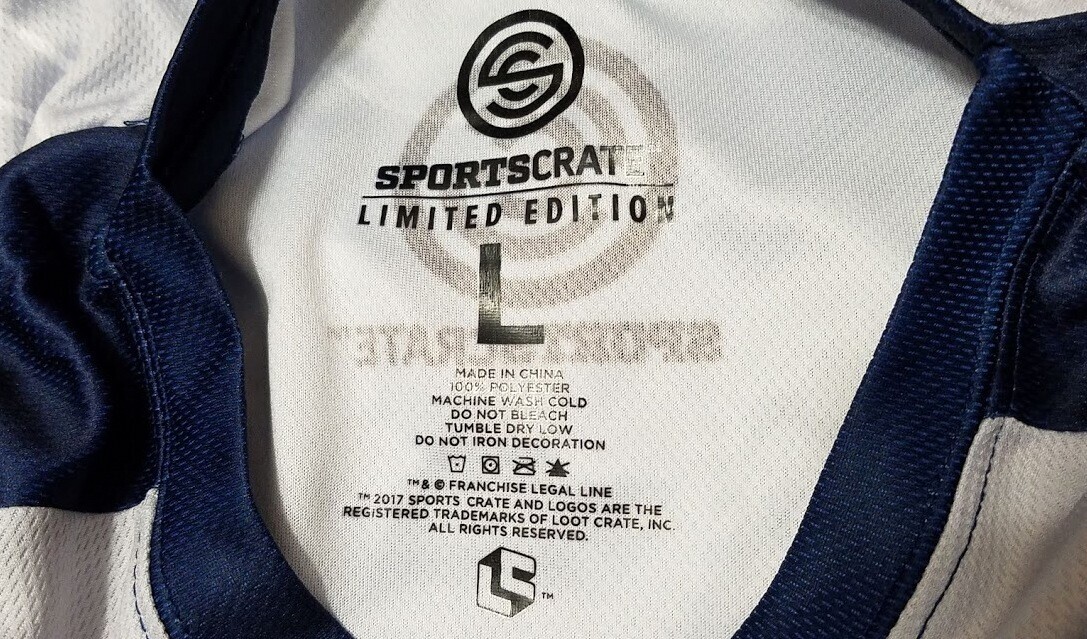 SPORTSCRATE
LIMITED EDITION
L
SPORTSCRATE
MADE IN CHINA
100% POLYESTER
MACHINE WASH COLD
DO NOT BLEACH
TUMBLE DRY LOW
DO NOT IRON DECORATION
™& © FRANCHISE LEGAL LINE
™ 2017 SPORTS CRATE AND LOGOS ARE THE
REGISTERED TRADEMARKS OF LOOT CRATE, INC.
ALL RIGHTS RESERVED.
™